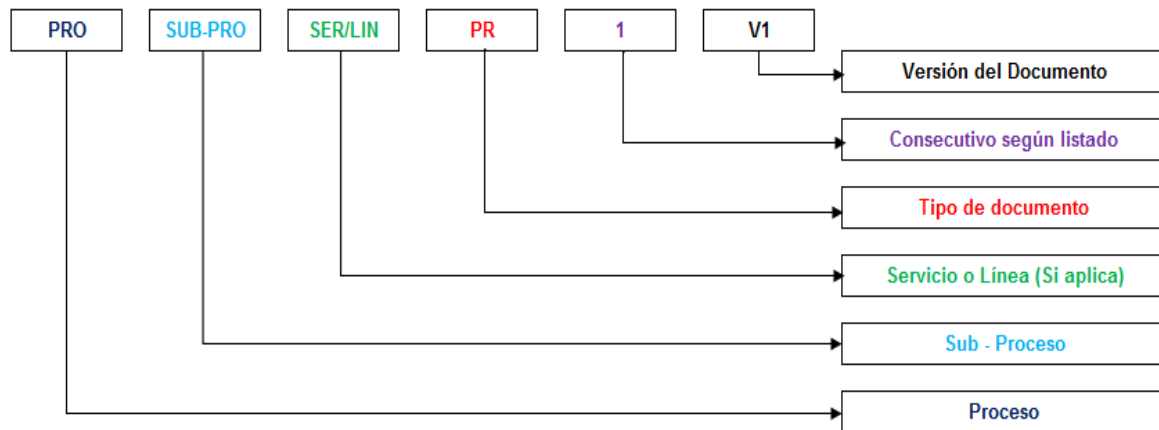 PRO SUB-PRO SER/LIN PR 1 V1
Versión del Documento
Consecutivo según listado
Tipo de documento
Servicio o Línea (Si aplica)
Sub - Proceso
Proceso